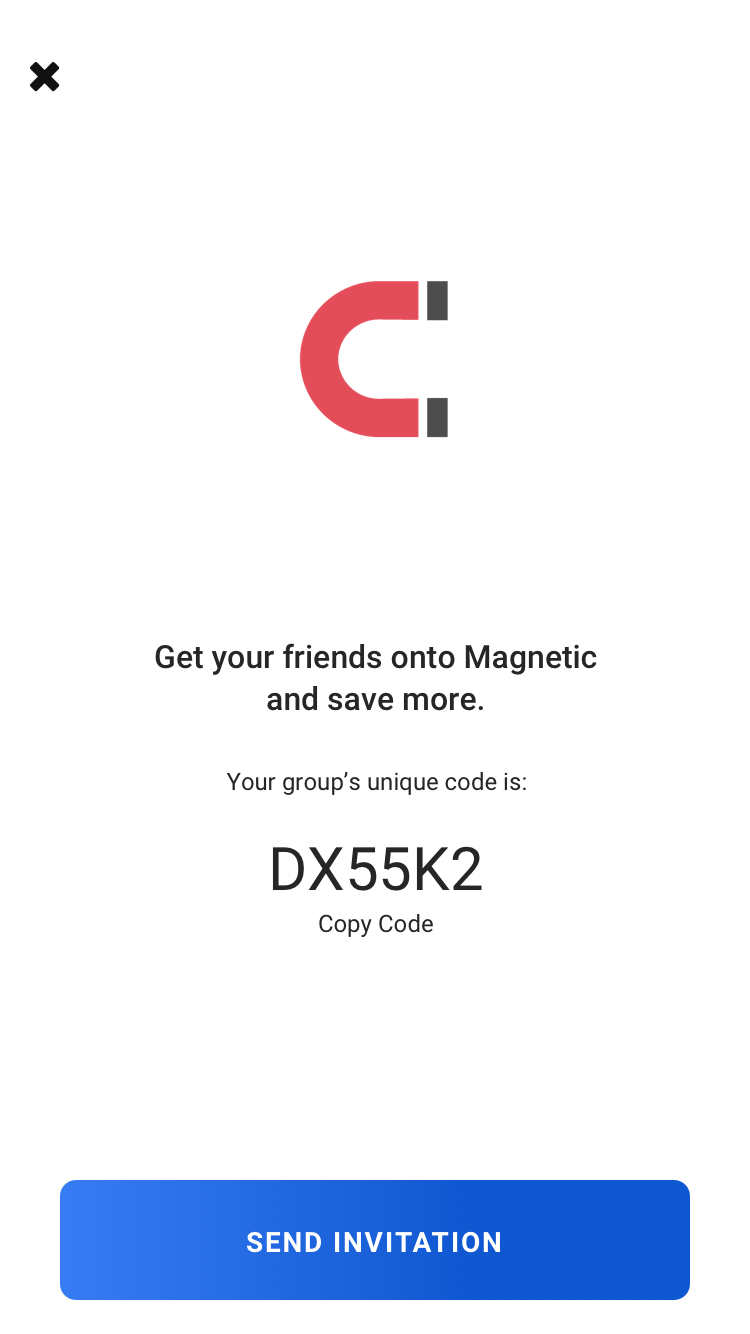 Get your friends onto Magnetic
and save more.
Your group’s unique code is:
DX55K2
Copy Code
SEND INVITATION